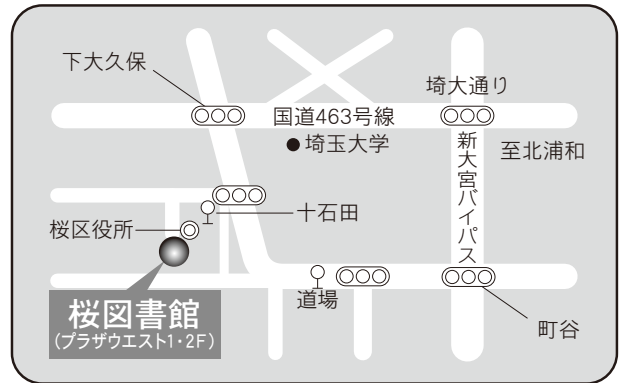 下大久保
埼大通り
国道463号線
埼玉大学
新大宮バイパス
至北浦和
十石田
桜区役所
道場
桜図書館
(プラザウエスト1・2F)
町谷